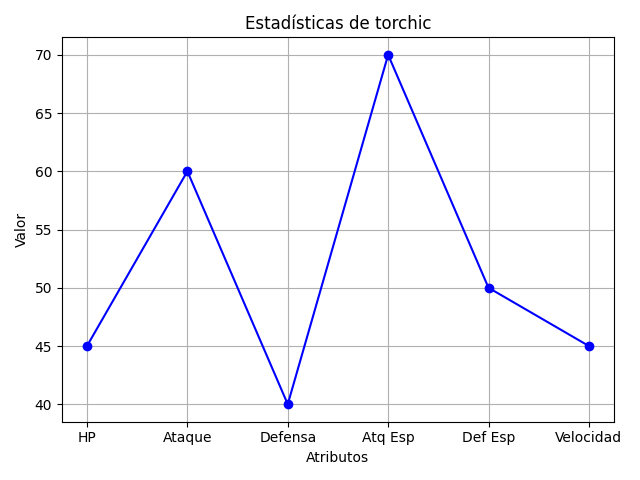 Estadísticas de torchic
Valor
70
65
60
55
50
45
40
HP Ataque Defensa Atq Esp Def Esp Velocidad
Atributos